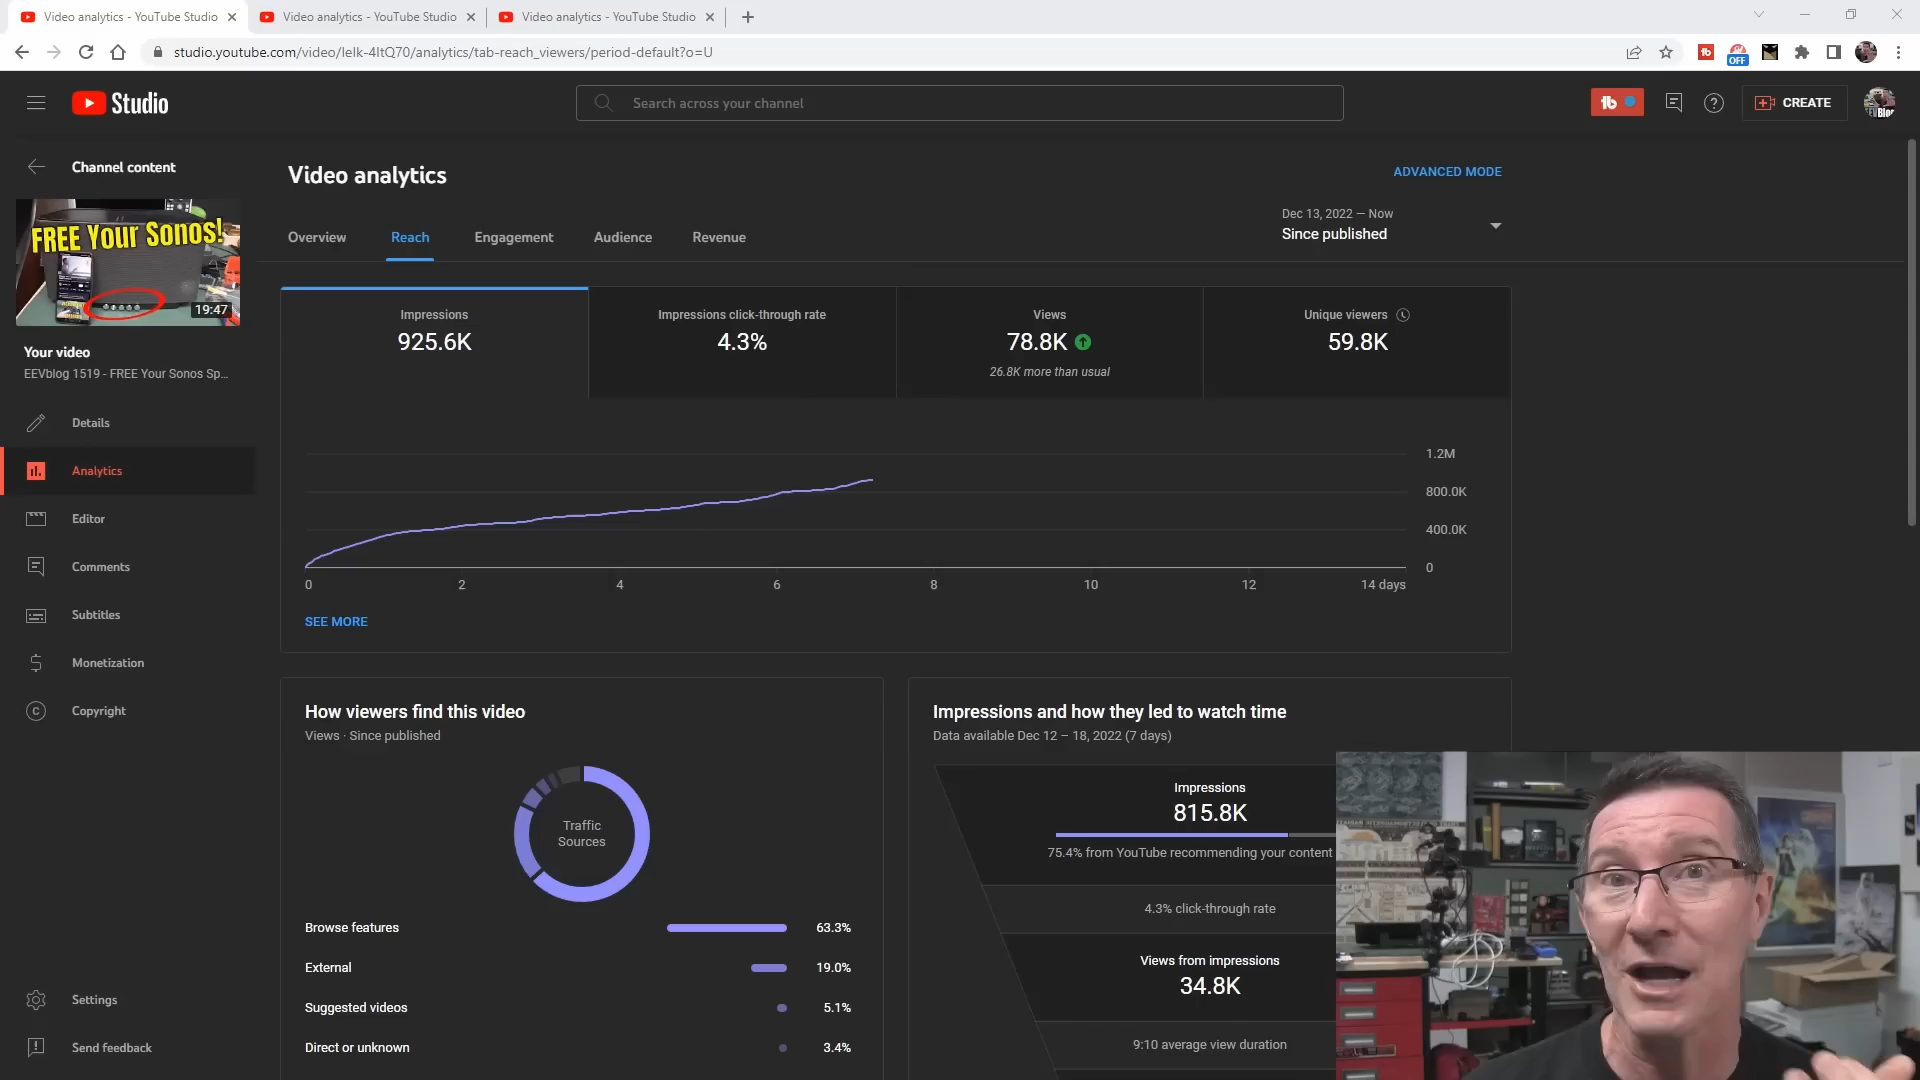 Video analytics - YouTube Studio
Video analytics - YouTube Studio
Video analytics - YouTube Studio
studio.youtube.com/video/Ielk-4ItQ70/analytics/tab-reach_viewers/period-default?o=U
OFF
Studio
Search across your channel
CREATE
Channel content
FREE Your Sonos!
19:47
Your video
EEVblog 1519 - FREE Your Sonos Sp...
Details
Analytics
Editor
Comments
Subtitles
Monetization
Copyright
Settings
Send feedback
Video analytics
ADVANCED MODE
Overview
Reach
Engagement
Audience
Revenue
Dec 13, 2022 – Now
Since published
Impressions
925.6K
Impressions click-through rate
4.3%
Views
78.8K
26.8K more than usual
Unique viewers
59.8K
1.2M
800.0K
400.0K
0
0 2 4 6 8 10 12 14 days
SEE MORE
How viewers find this video
Views · Since published
Traffic
Sources
Browse features 63.3%
External 19.0%
Suggested videos 5.1%
Direct or unknown 3.4%
Impressions and how they led to watch time
Data available Dec 12 – 18, 2022 (7 days)
Impressions
815.8K
75.4% from YouTube recommending your content
4.3% click-through rate
Views from impressions
34.8K
9:10 average view duration